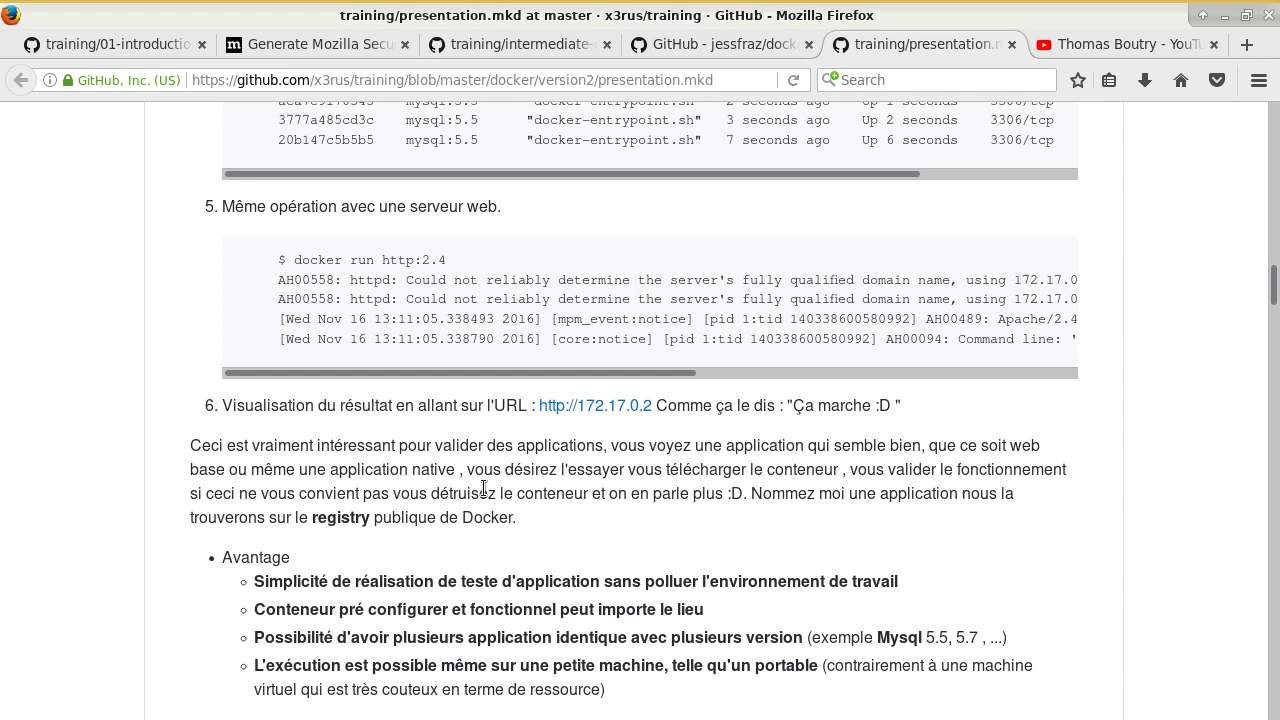 training/presentation.mkd at master · x3rus/training · GitHub - Mozilla Firefox
training/01-introductio
Generate Mozilla Secu
training/intermediate-
GitHub - jessfraz/dock
training/presentation.m
Thomas Boutry - YouTu
GitHub, Inc. (US) https://github.com/x3rus/training/blob/master/docker/version2/presentation.mkd
Search
mysql:5.5 "docker-entrypoint.sh" 2 seconds ago Up 1 seconds 3306/tcp
3777a485cd3c mysql:5.5 "docker-entrypoint.sh" 3 seconds ago Up 2 seconds 3306/tcp
20b147c5b5b5 mysql:5.5 "docker-entrypoint.sh" 7 seconds ago Up 6 seconds 3306/tcp
5. Même opération avec une serveur web.
$ docker run http:2.4
AH00558: httpd: Could not reliably determine the server's fully qualified domain name, using 172.17.0
AH00558: httpd: Could not reliably determine the server's fully qualified domain name, using 172.17.0
[Wed Nov 16 13:11:05.338493 2016] [mpm_event:notice] [pid 1:tid 140338600580992] AH00489: Apache/2.4
[Wed Nov 16 13:11:05.338790 2016] [core:notice] [pid 1:tid 140338600580992] AH00094: Command line: '
6. Visualisation du résultat en allant sur l'URL : http://172.17.0.2 Comme ça le dis : "Ça marche :D "
Ceci est vraiment intéressant pour valider des applications, vous voyez une application qui semble bien, que ce soit web
base ou même une application native , vous désirez l'essayer vous télécharger le conteneur , vous valider le fonctionnement
si ceci ne vous convient pas vous détruisez le conteneur et on en parle plus :D. Nommez moi une application nous la
trouverons sur le registry publique de Docker.
• Avantage
◦ Simplicité de réalisation de teste d'application sans polluer l'environnement de travail
◦ Conteneur pré configurer et fonctionnel peut importe le lieu
◦ Possibilité d'avoir plusieurs application identique avec plusieurs version (exemple Mysql 5.5, 5.7 , ...)
◦ L'exécution est possible même sur une petite machine, telle qu'un portable (contrairement à une machine
virtuel qui est très couteux en terme de ressource)